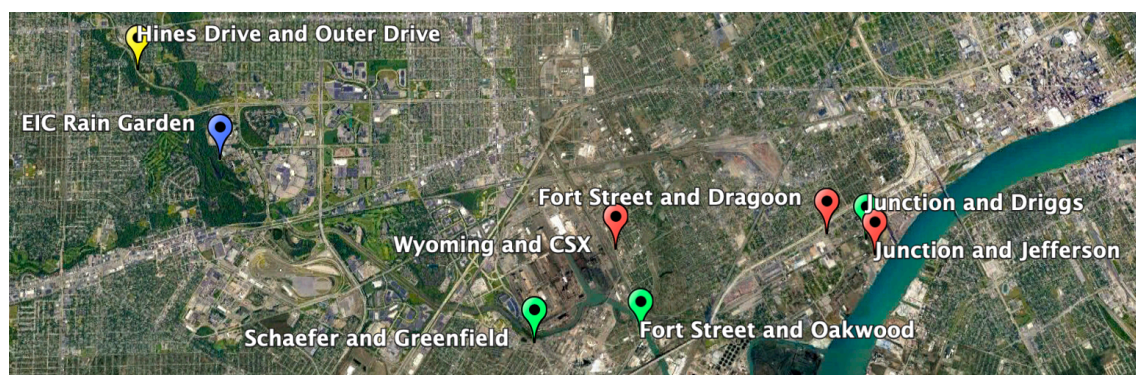 Hines Drive and Outer Drive
EIC Rain Garden
Fort Street and Dragoon
Junction and Driggs
Wyoming and CSX
Junction and Jefferson
Schaefer and Greenfield
Fort Street and Oakwood